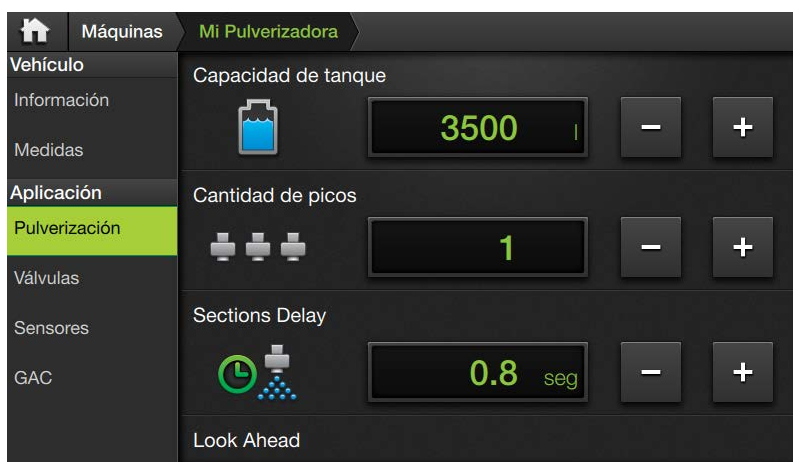 Máquinas
Mi Pulverizadora
Vehículo
Información
Medidas
Aplicación
Pulverización
Válvulas
Sensores
GAC
Capacidad de tanque
3500 l
− +
Cantidad de picos
1
− +
Sections Delay
0.8 seg
− +
Look Ahead